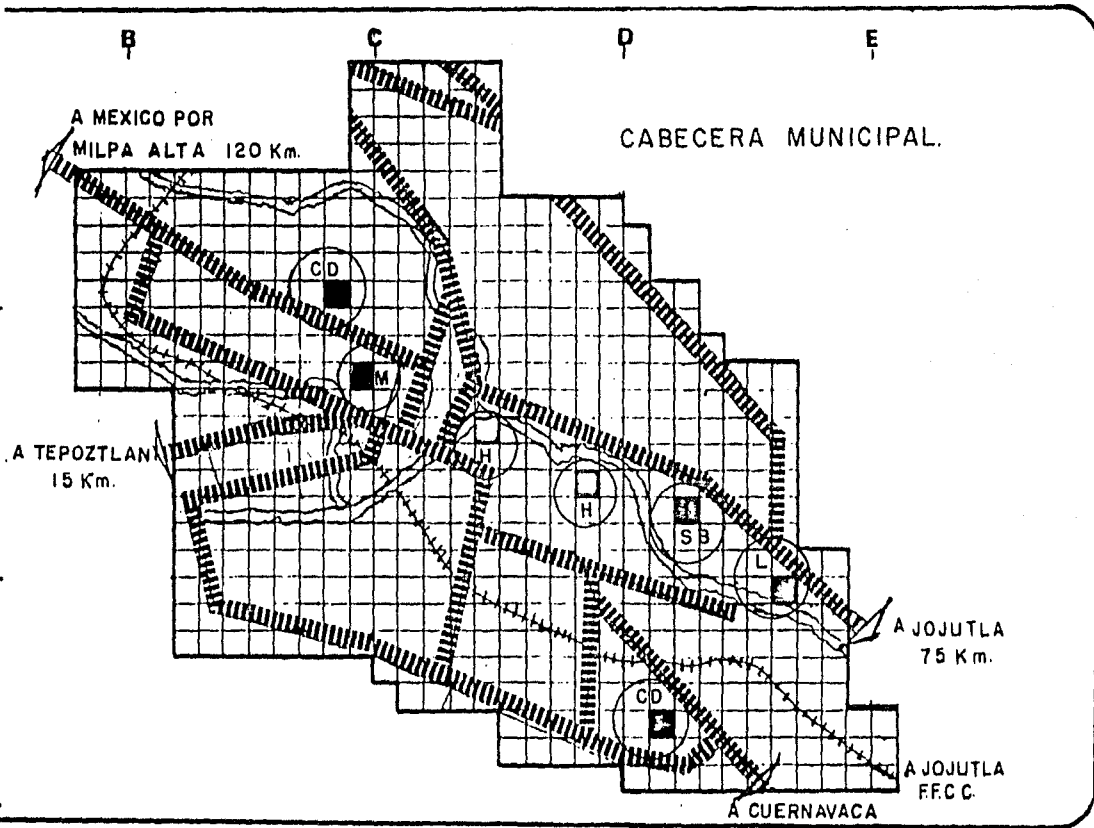 B C D E
A MEXICO POR
MILPA ALTA 120 Km.
CABECERA MUNICIPAL.
CD
M
A TEPOZTLAN
15 Km.
H
H
SB
L
A JOJUTLA
75 Km.
CD
A JOJUTLA
F.F.C C.
A CUERNAVACA